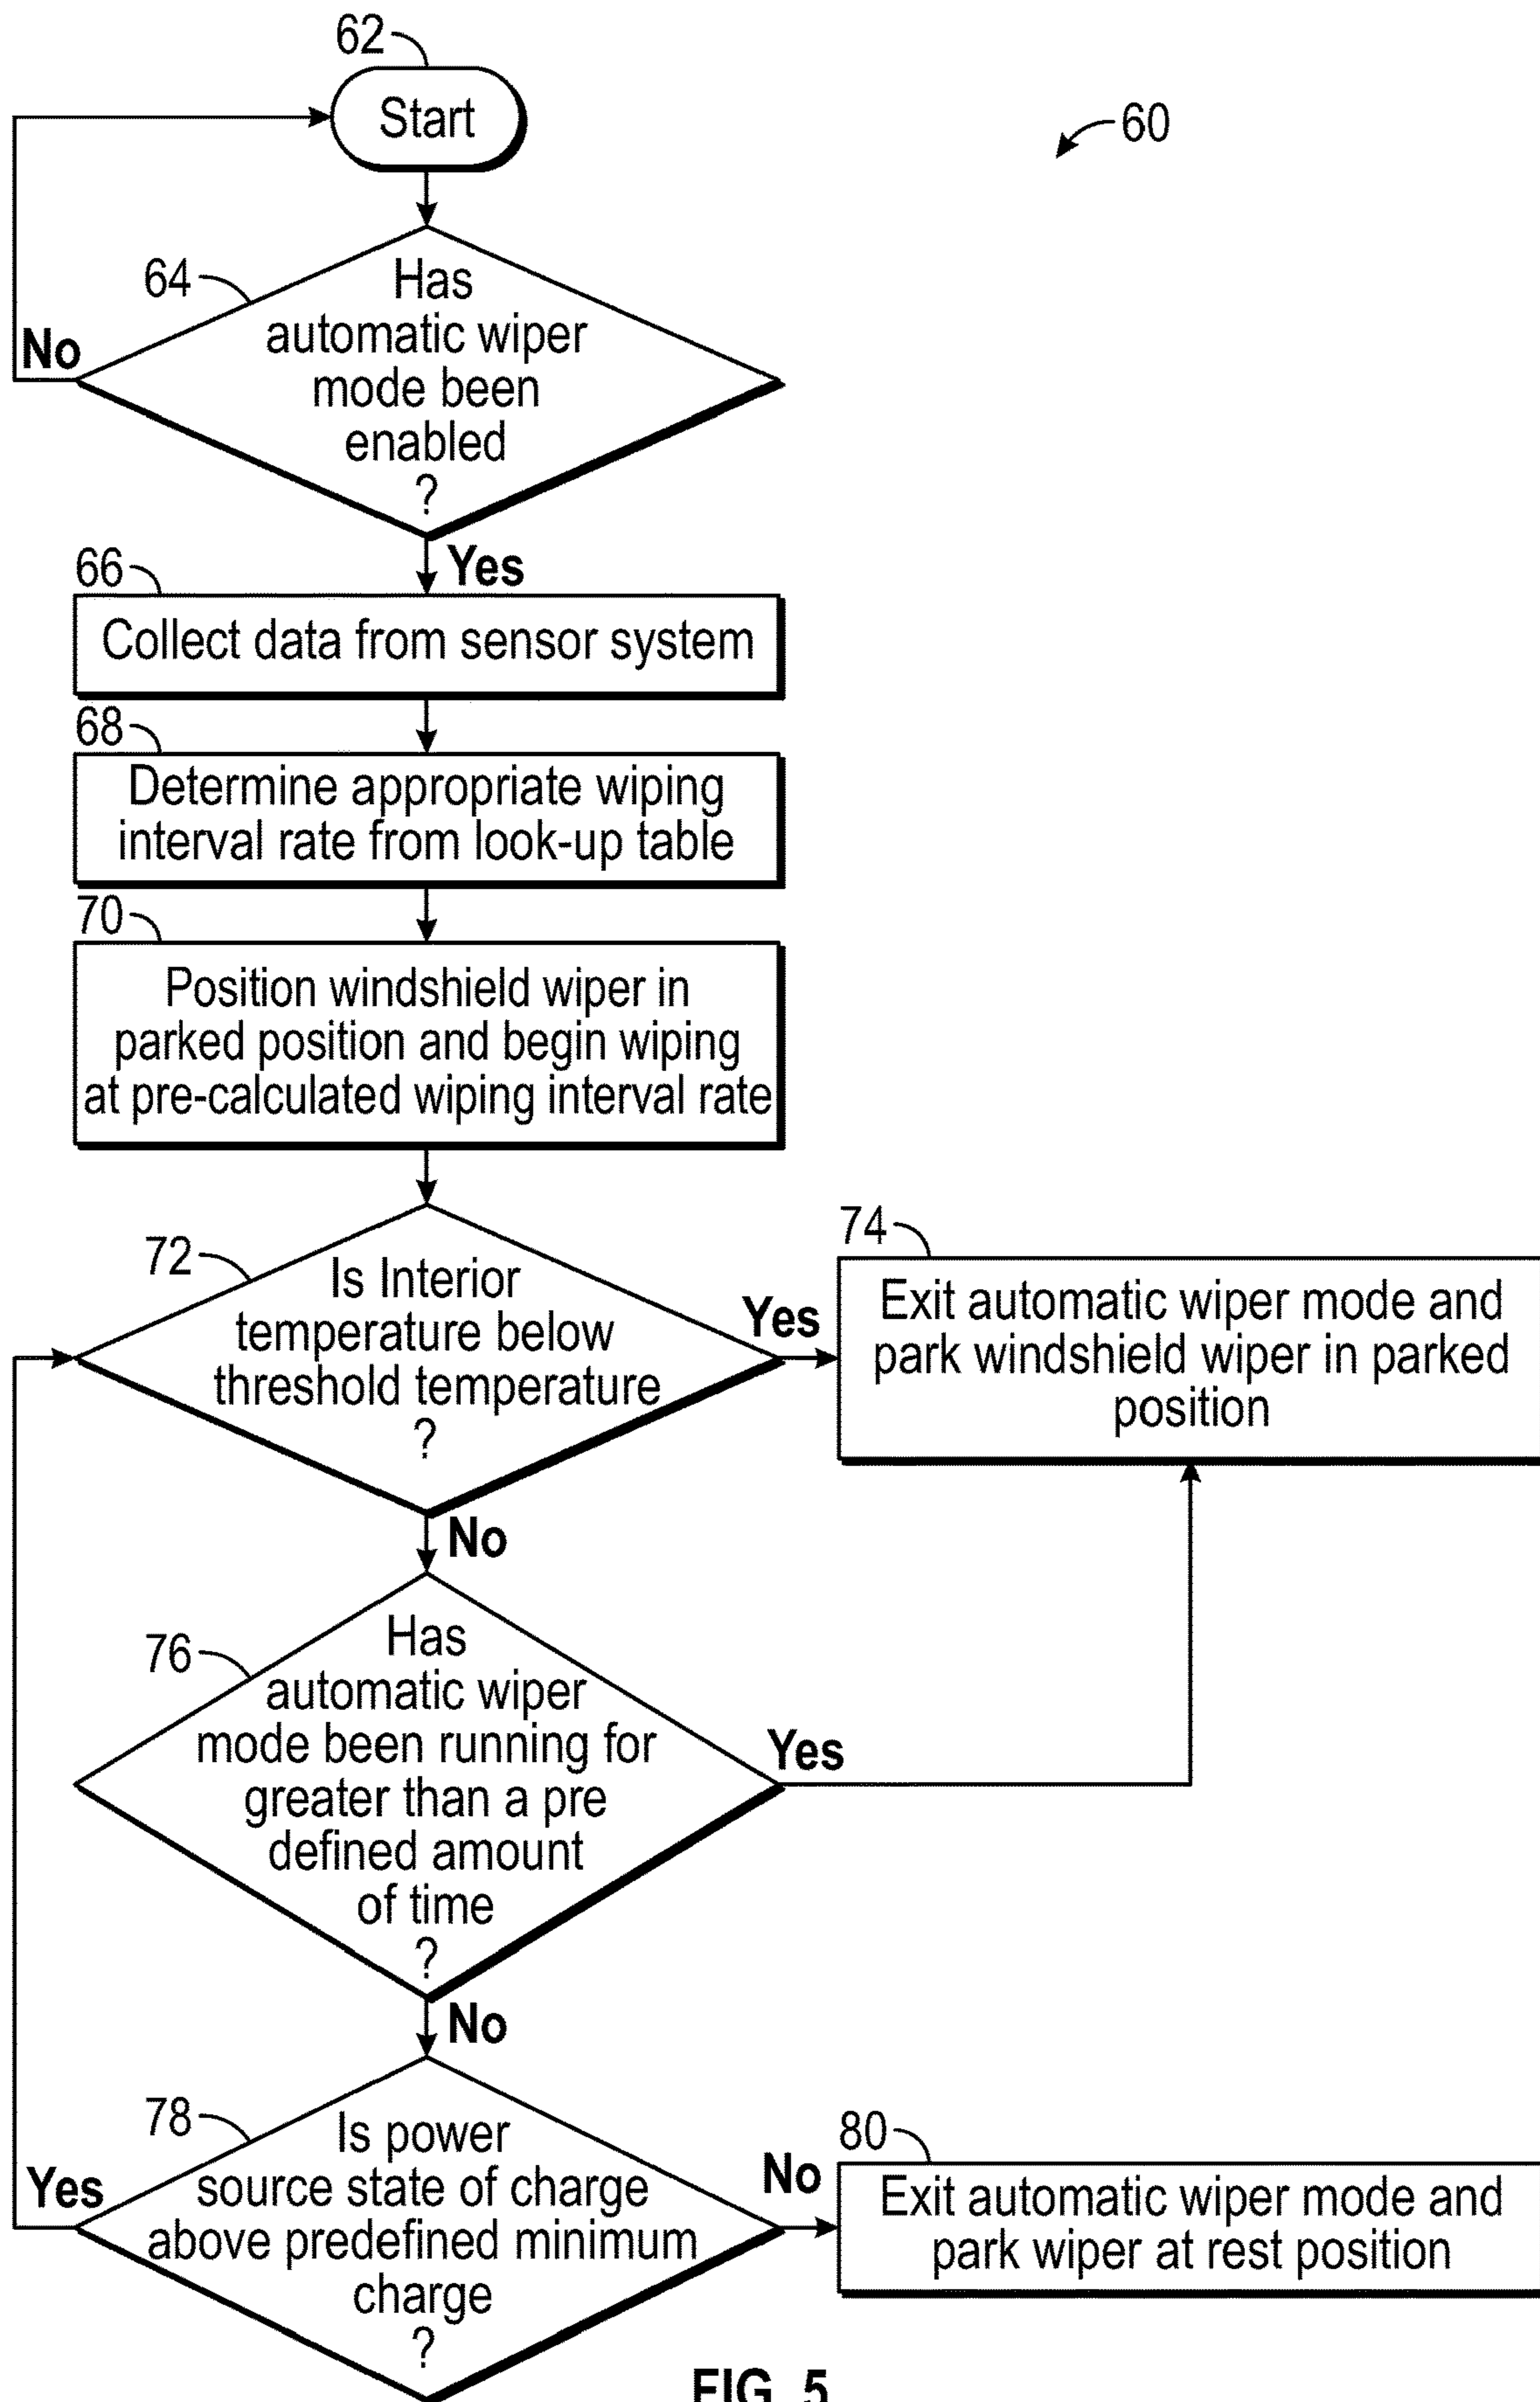 62
Start
60
64
Has
automatic wiper
mode been
enabled
?
No
Yes
66
Collect data from sensor system
68
Determine appropriate wiping
interval rate from look-up table
70
Position windshield wiper in
parked position and begin wiping
at pre-calculated wiping interval rate
72
Is Interior
temperature below
threshold temperature
?
Yes
74
Exit automatic wiper mode and
park windshield wiper in parked
position
No
76
Has
automatic wiper
mode been running for
greater than a pre
defined amount
of time
?
Yes
No
78
Is power
source state of charge
above predefined minimum
charge
?
Yes
No
80
Exit automatic wiper mode and
park wiper at rest position
FIG. 5